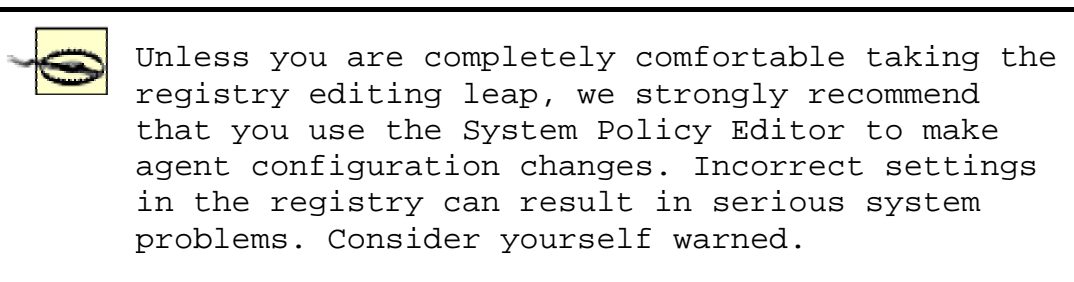 Unless you are completely comfortable taking the
registry editing leap, we strongly recommend
that you use the System Policy Editor to make
agent configuration changes. Incorrect settings
in the registry can result in serious system
problems. Consider yourself warned.